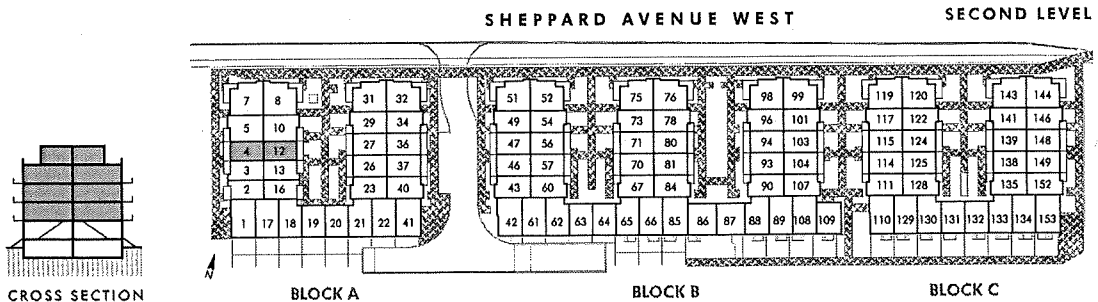 SHEPPARD AVENUE WEST
SECOND LEVEL
7 8 31 32 51 52 75 76 98 99 119 120 143 144
5 10 29 34 49 54 73 78 96 101 117 122 141 146
4 12 27 36 47 56 71 80 94 103 115 124 139 148
3 13 26 37 46 57 70 81 93 104 114 125 138 149
2 16 23 40 43 60 67 84 90 107 111 128 135 152
1 17 18 19 20 21 22 41 42 61 62 63 64 65 66 85 86 87 88 89 108 109 110 129 130 131 132 133 134 153
N
CROSS SECTION
BLOCK A
BLOCK B
BLOCK C